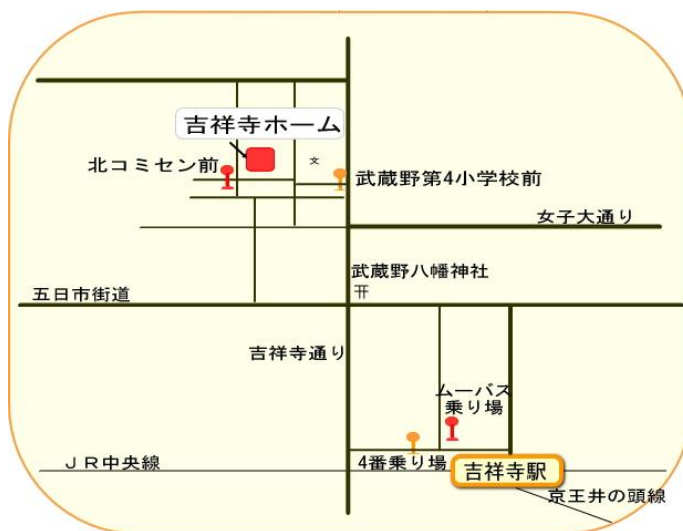 吉祥寺ホーム
文
北コミセン前
武蔵野第4小学校前
女子大通り
武蔵野八幡神社
五日市街道
吉祥寺通り
ムーバス
乗り場
JR中央線
4番乗り場
吉祥寺駅
京王井の頭線